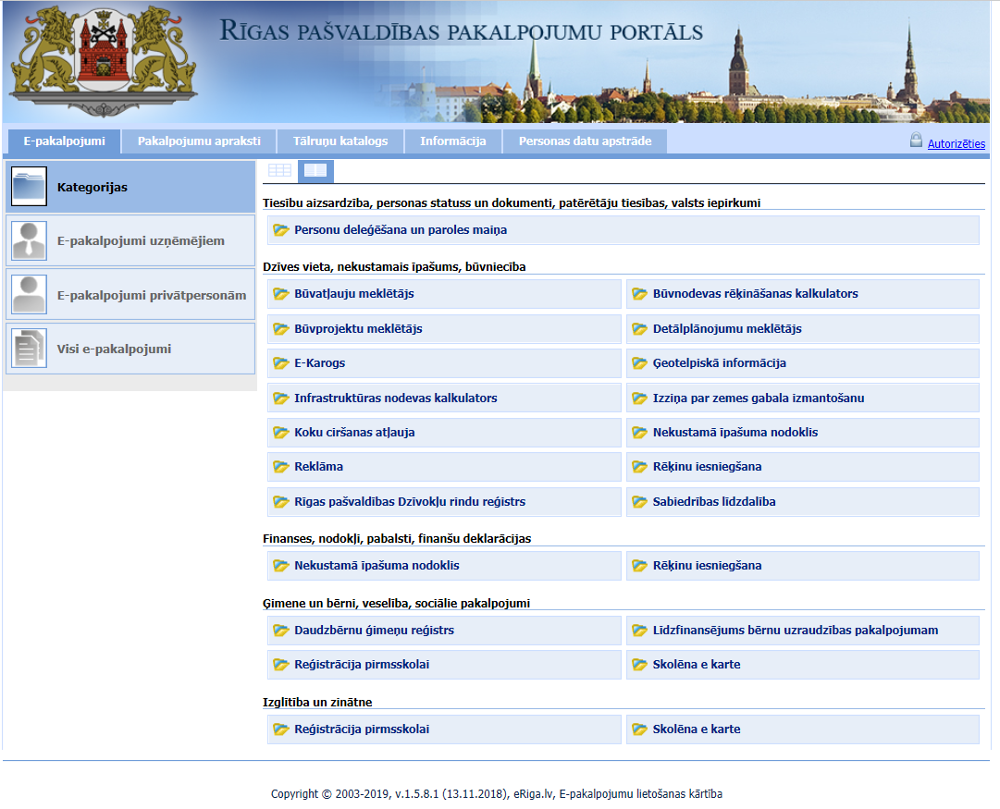 RĪGAS PAŠVALDĪBAS PAKALPOJUMU PORTĀLS
E-pakalpojumi Pakalpojumu apraksti Tālruņu katalogs Informācija Personas datu apstrāde Autorizēties
Kategorijas
E-pakalpojumi uzņēmējiem
E-pakalpojumi privātpersonām
Visi e-pakalpojumi
Tiesību aizsardzība, personas statuss un dokumenti, patērētāju tiesības, valsts iepirkumi
Personu deleģēšana un paroles maiņa
Dzīves vieta, nekustamais īpašums, būvniecība
Būvatļauju meklētājs Būvnodevas rēķināšanas kalkulators
Būvprojektu meklētājs Detālplānojumu meklētājs
E-Karogs Ģeotelpiskā informācija
Infrastruktūras nodevas kalkulators Izziņa par zemes gabala izmantošanu
Koku ciršanas atļauja Nekustamā īpašuma nodoklis
Reklāma Rēķinu iesniegšana
Rīgas pašvaldības Dzīvokļu rindu reģistrs Sabiedrības līdzdalība
Finanses, nodokļi, pabalsti, finanšu deklarācijas
Nekustamā īpašuma nodoklis Rēķinu iesniegšana
Ģimene un bērni, veselība, sociālie pakalpojumi
Daudzbērnu ģimeņu reģistrs Līdzfinansējums bērnu uzraudzības pakalpojumam
Reģistrācija pirmsskolai Skolēna e karte
Izglītība un zinātne
Reģistrācija pirmsskolai Skolēna e karte
Copyright © 2003-2019, v.1.5.8.1 (13.11.2018), eRiga.lv, E-pakalpojumu lietošanas kārtība